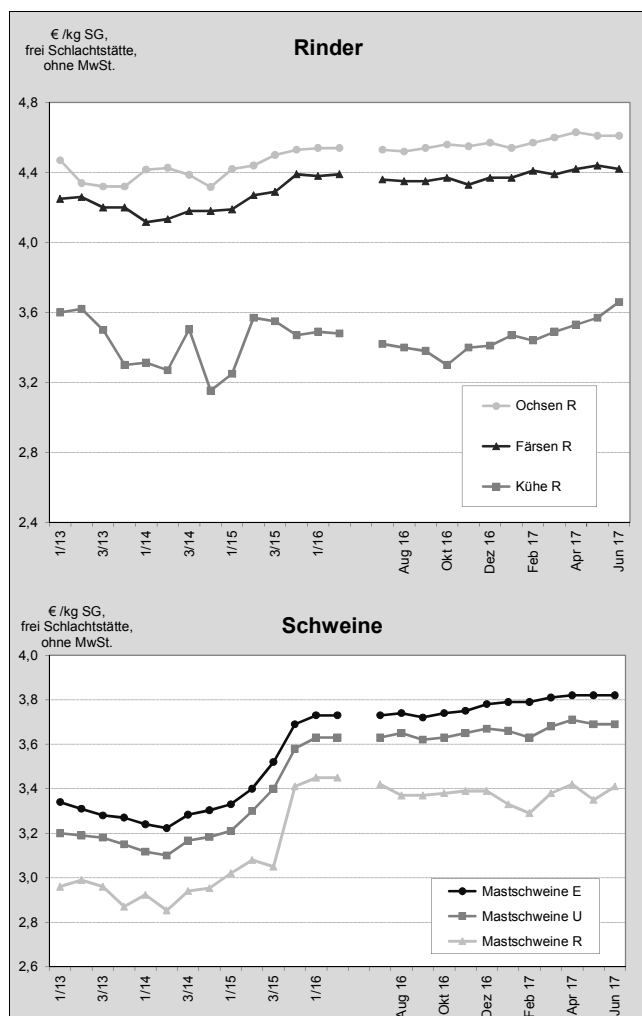 € /kg SG,
frei Schlachtstätte,
ohne MwSt.
Rinder
4,8
4,4
4,0
3,6
3,2
2,8
2,4
Ochsen R
Färsen R
Kühe R
1/13
3/13
1/14
3/14
1/15
3/15
1/16
Aug 16
Okt 16
Dez 16
Feb 17
Apr 17
Jun 17
€ /kg SG,
frei Schlachtstätte,
ohne MwSt.
Schweine
4,0
3,8
3,6
3,4
3,2
3,0
2,8
2,6
Mastschweine E
Mastschweine U
Mastschweine R
1/13
3/13
1/14
3/14
1/15
3/15
1/16
Aug 16
Okt 16
Dez 16
Feb 17
Apr 17
Jun 17